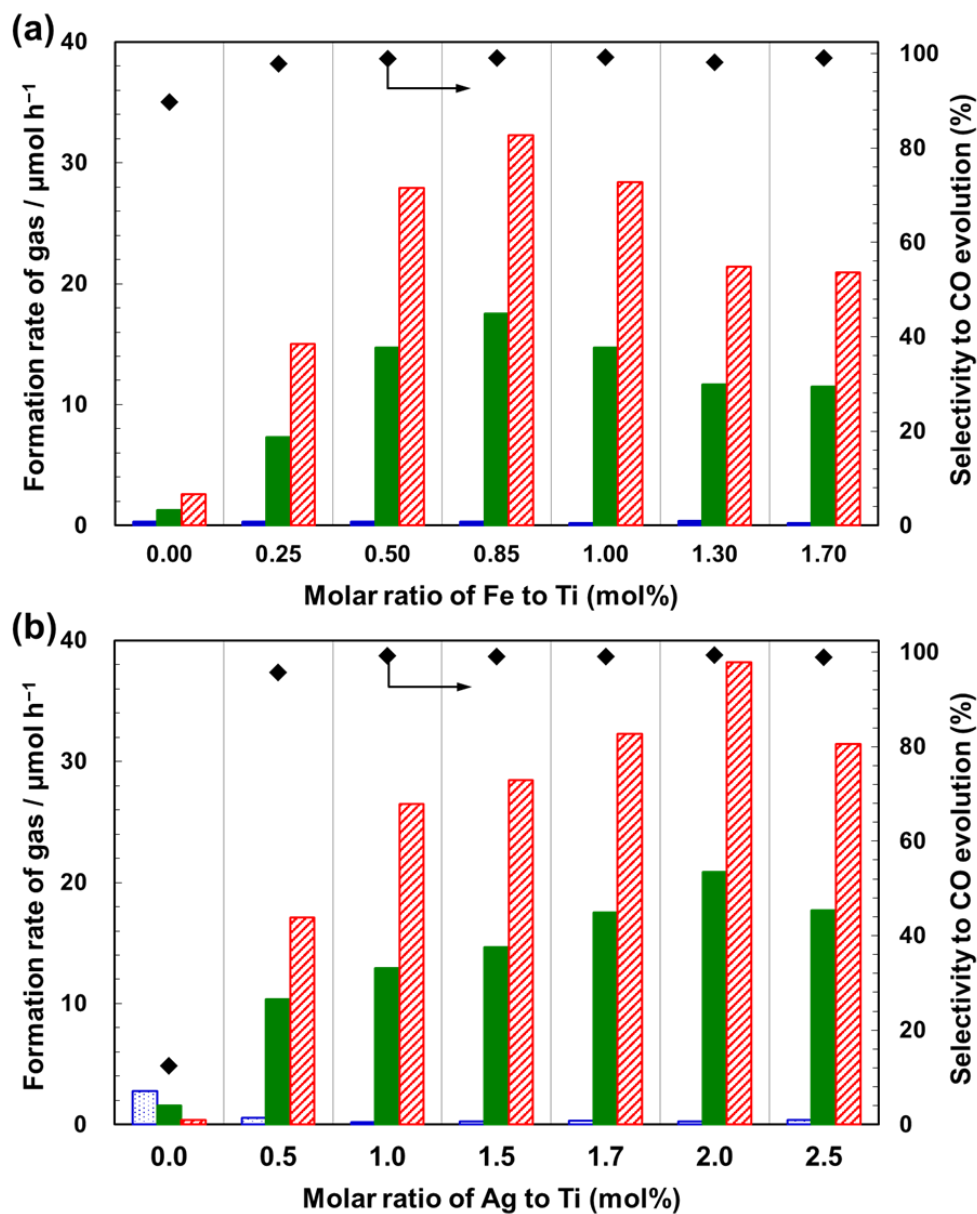 (a)
40
30
20
10
0
Formation rate of gas / µmol h⁻¹
100
80
60
40
20
0
Selectivity to CO evolution (%)
0.00 0.25 0.50 0.85 1.00 1.30 1.70
Molar ratio of Fe to Ti (mol%)
(b)
40
30
20
10
0
Formation rate of gas / µmol h⁻¹
100
80
60
40
20
0
Selectivity to CO evolution (%)
0.0 0.5 1.0 1.5 1.7 2.0 2.5
Molar ratio of Ag to Ti (mol%)